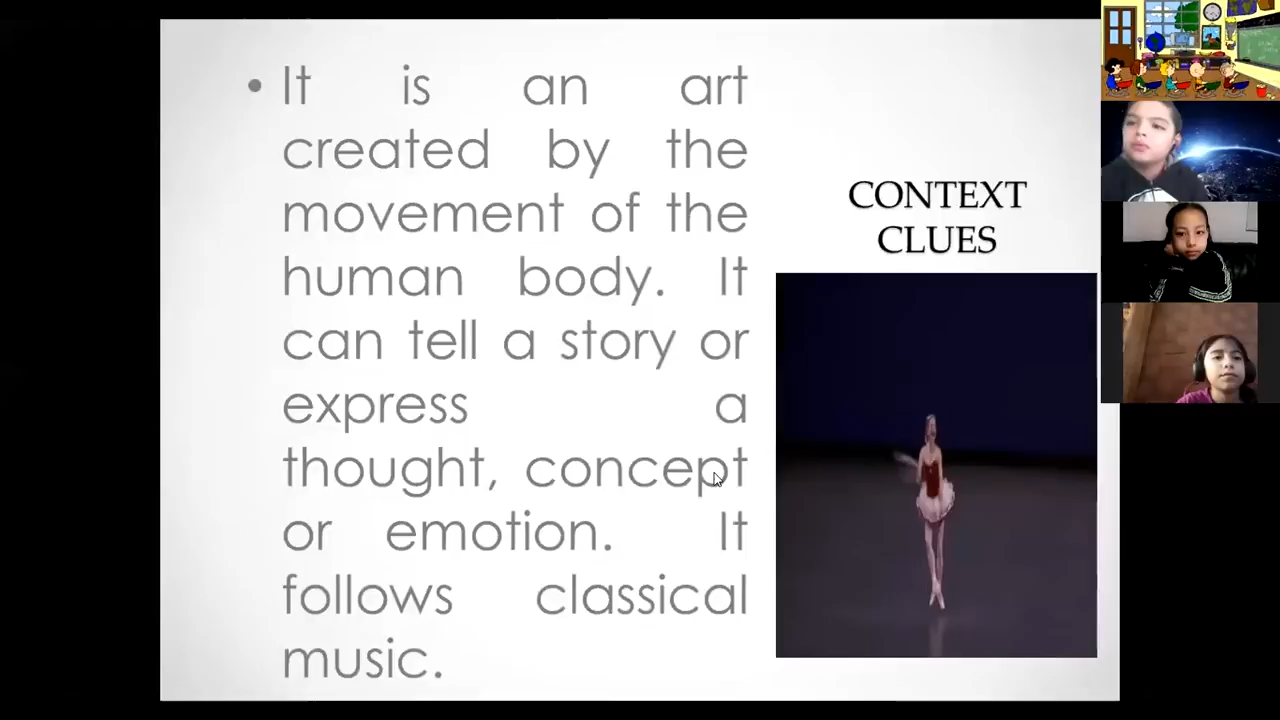 It is an art
created by the
movement of the
human body. It
can tell a story or
express a
thought, concept
or emotion. It
follows classical
music.
CONTEXT
CLUES